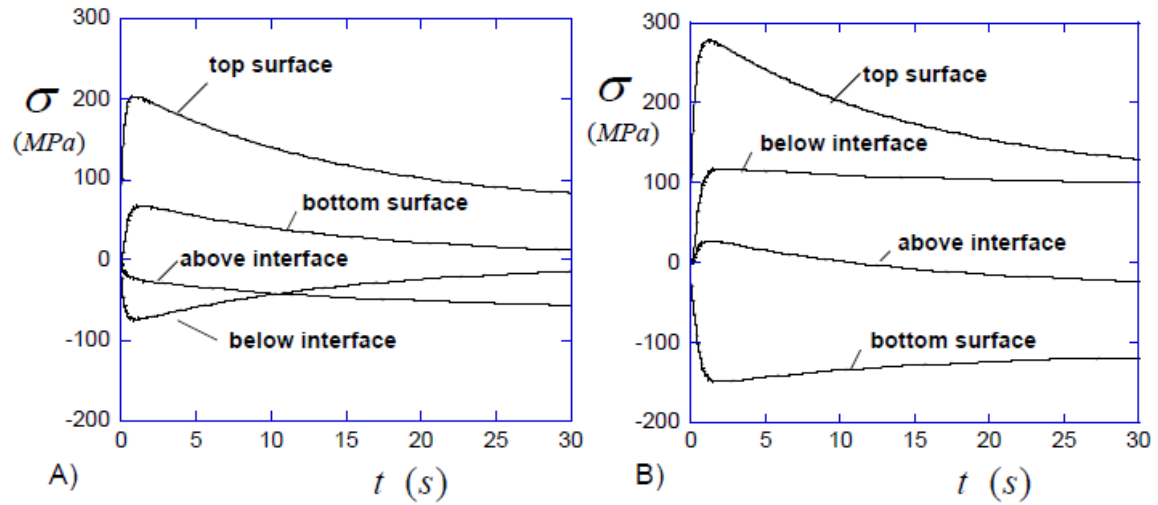 300
200
100
0
-100
-200
σ
(MPa)
top surface
bottom surface
above interface
below interface
0 5 10 15 20 25 30
A) t (s)
300
200
100
0
-100
-200
σ
(MPa)
top surface
below interface
above interface
bottom surface
0 5 10 15 20 25 30
B) t (s)